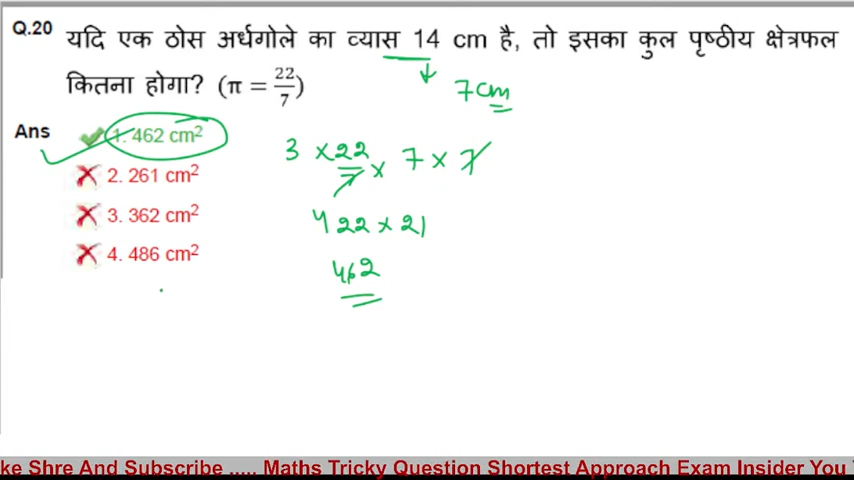 Q.20 यदि एक ठोस अर्धगोले का व्यास 14 cm है, तो इसका कुल पृष्ठीय क्षेत्रफल
कितना होगा? (π = 22/7)
7cm
Ans 1. 462 cm²
2. 261 cm²
3. 362 cm²
4. 486 cm²
3 × 22/7 × 7 × 7
22 × 21
462
ke Shre And Subscribe ..... Maths Tricky Question Shortest Approach Exam Insider You